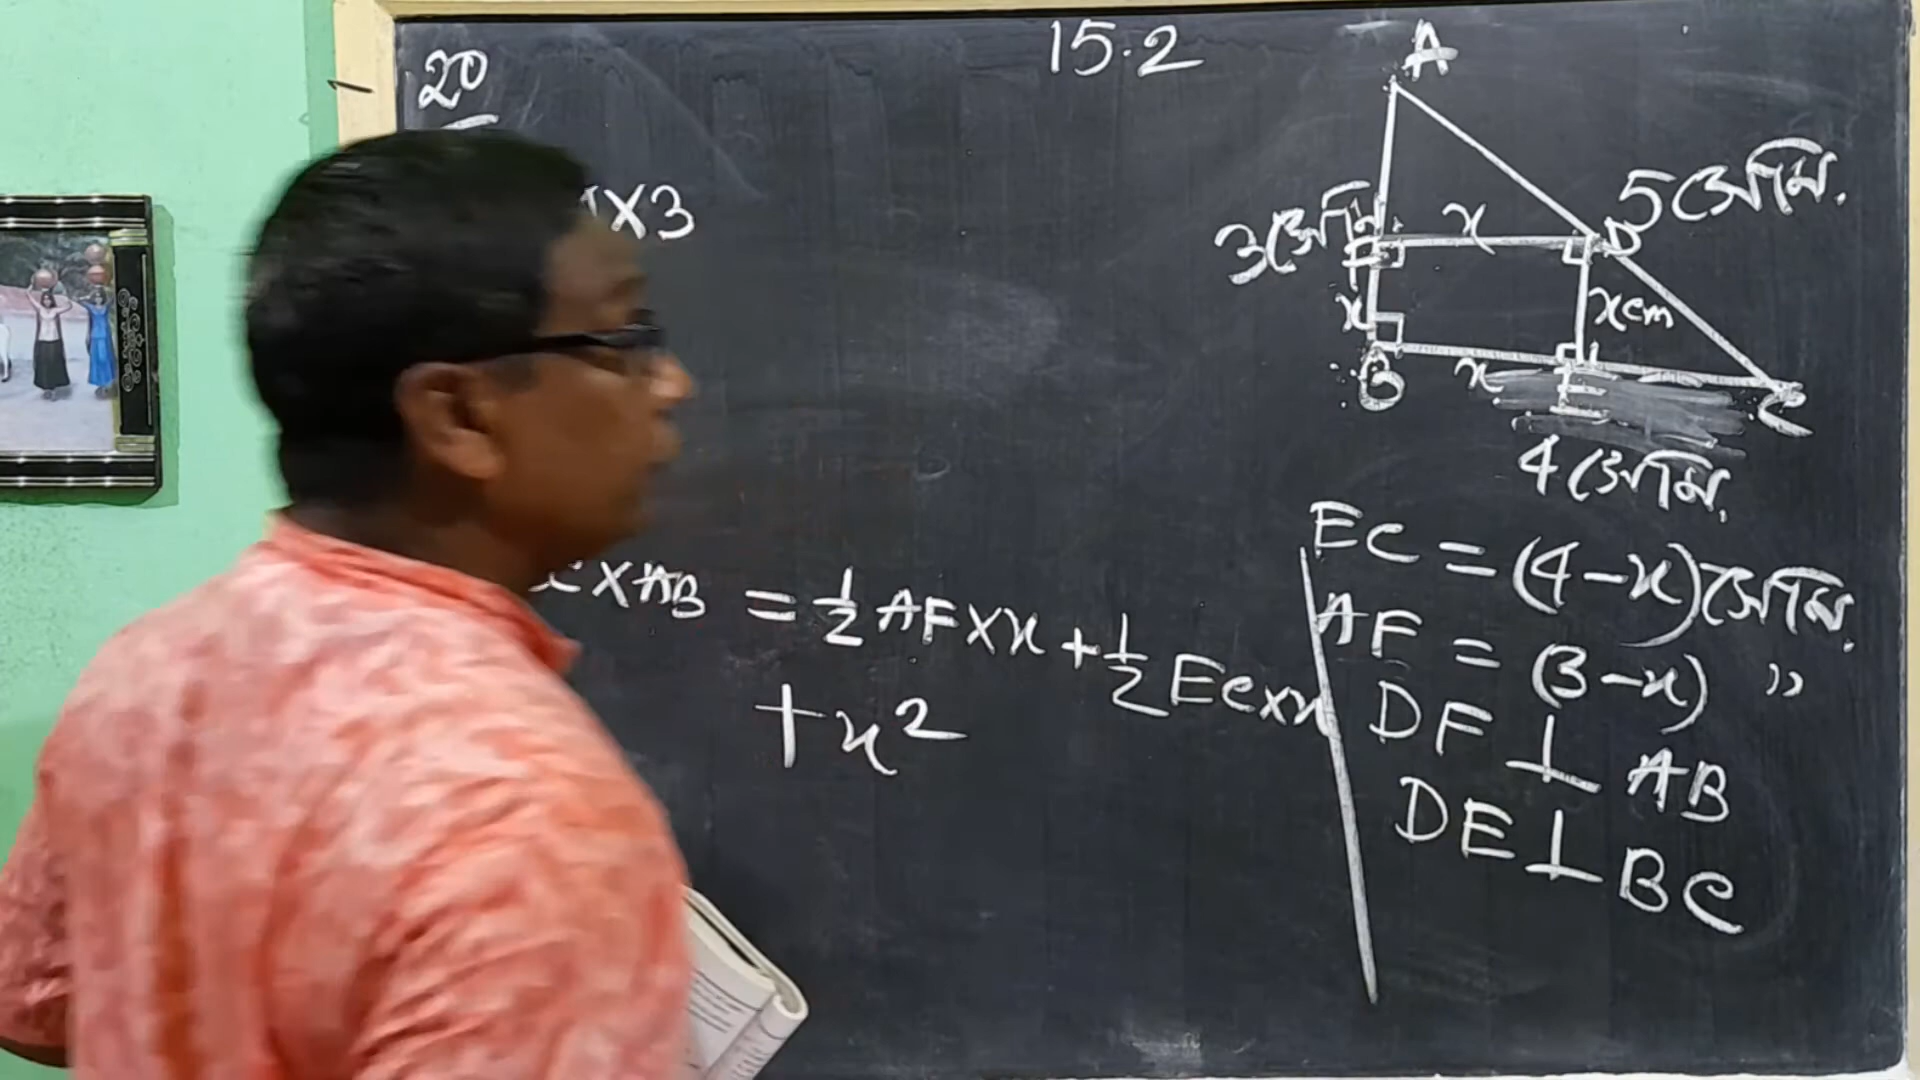 20
15.2
A
5 সেমি.
3 সেমি
x
D
x
x cm
B
x
E
C
4 সেমি.
x3
EC = (4-x) সেমি.
x AB = 1/2 AF x x + 1/2 EC x x
AF = (3-x) "
+ x²
DF ⊥ AB
DE ⊥ BC